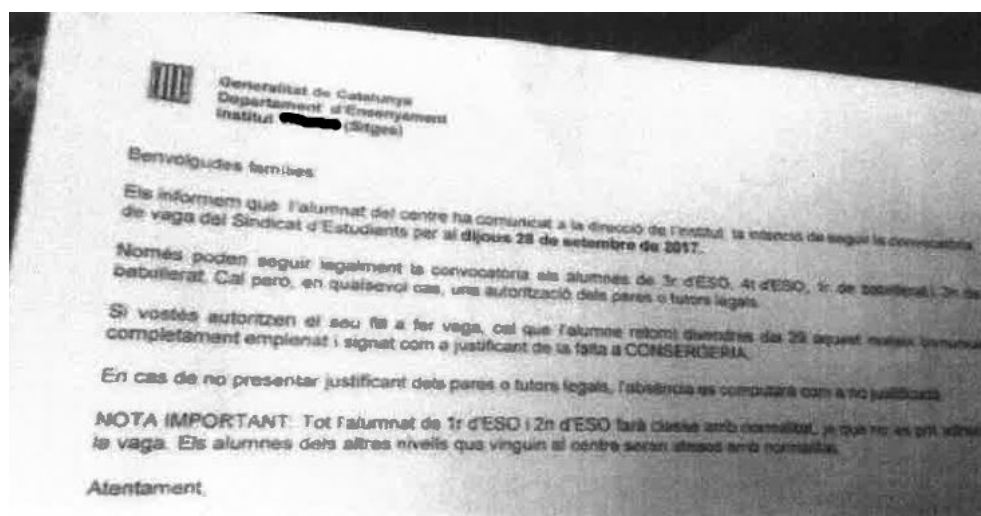 Generalitat de Catalunya
Departament d'Ensenyament
Institut (Sitges)
Benvolgudes famílies:
Els informem que l'alumnat del centre ha comunicat a la direcció de l'institut la intenció de seguir la convocatòria
de vaga del Sindicat d'Estudiants per al dijous 28 de setembre de 2017.
Només poden seguir legalment la convocatòria els alumnes de 3r d'ESO, 4t d'ESO, 1r de batxillerat i 2n de
batxillerat. Cal però, en qualsevol cas, una autorització dels pares o tutors legals.
Si vostés autoritzen el seu fill a fer vaga, cal que l'alumne retorni divendres dia 29 aquest mateix
completament emplenat i signat com a justificant de la falta a CONSERGERIA.
En cas de no presentar justificant dels pares o tutors legals, l'absència es computarà com a no justificada.
NOTA IMPORTANT: Tot l'alumnat de 1r d'ESO i 2n d'ESO farà classe amb normalitat, ja que no es pot
la vaga. Els alumnes dels altres nivells que vinguin al centre seran atesos amb normalitat.
Atentament,